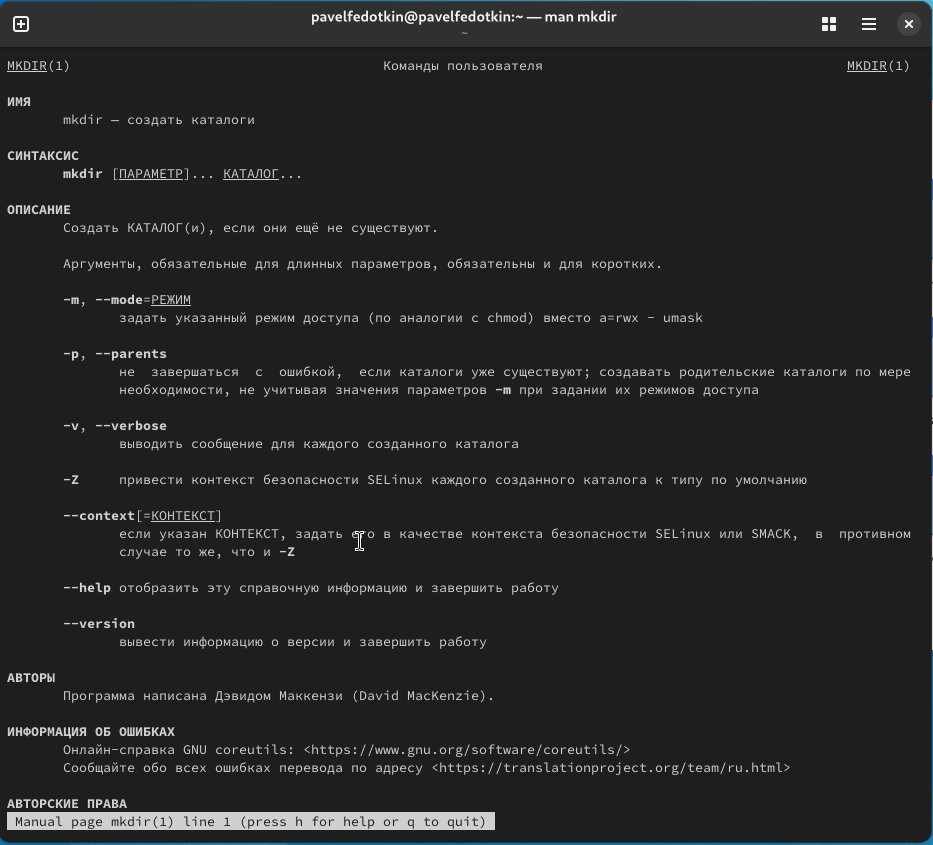 pavelfedotkin@pavelfedotkin:~ — man mkdir
~
MKDIR(1) Команды пользователя MKDIR(1)
ИМЯ
mkdir — создать каталоги
СИНТАКСИС
mkdir [ПАРАМЕТР]... КАТАЛОГ...
ОПИСАНИЕ
Создать КАТАЛОГ(и), если они ещё не существуют.
Аргументы, обязательные для длинных параметров, обязательны и для коротких.
-m, --mode=РЕЖИМ
задать указанный режим доступа (по аналогии с chmod) вместо a=rwx - umask
-p, --parents
не завершаться с ошибкой, если каталоги уже существуют; создавать родительские каталоги по мере
необходимости, не учитывая значения параметров -m при задании их режимов доступа
-v, --verbose
выводить сообщение для каждого созданного каталога
-Z привести контекст безопасности SELinux каждого созданного каталога к типу по умолчанию
--context[=КОНТЕКСТ]
если указан КОНТЕКСТ, задать его в качестве контекста безопасности SELinux или SMACK, в противном
случае то же, что и -Z
--help отобразить эту справочную информацию и завершить работу
--version
вывести информацию о версии и завершить работу
АВТОРЫ
Программа написана Дэвидом Маккензи (David MacKenzie).
ИНФОРМАЦИЯ ОБ ОШИБКАХ
Онлайн-справка GNU coreutils: <https://www.gnu.org/software/coreutils/>
Сообщайте обо всех ошибках перевода по адресу <https://translationproject.org/team/ru.html>
АВТОРСКИЕ ПРАВА
Manual page mkdir(1) line 1 (press h for help or q to quit)